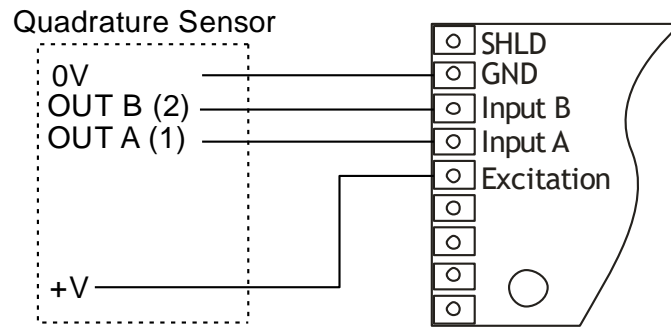 Quadrature Sensor
0V
OUT B (2)
OUT A (1)
+V
SHLD
GND
Input B
Input A
Excitation